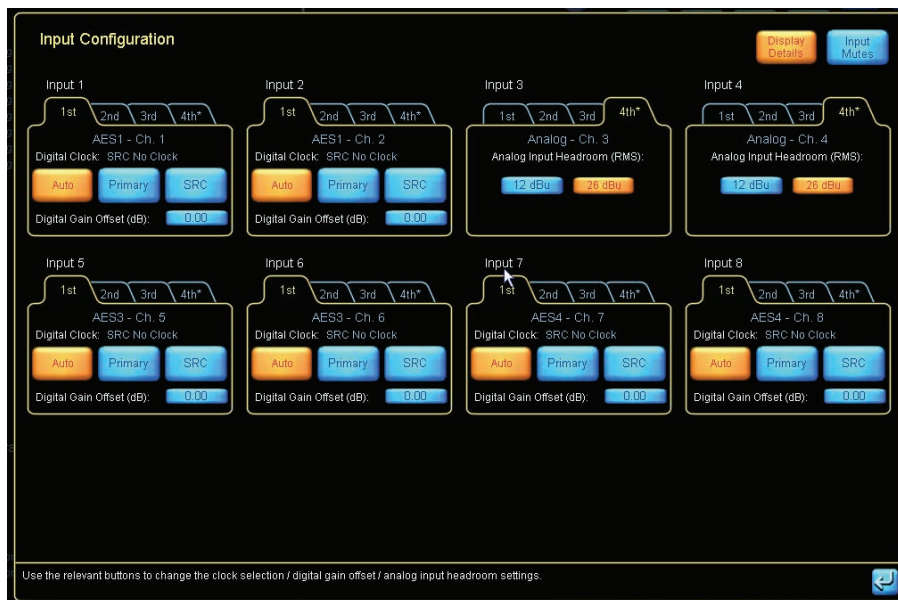 Input Configuration
Display Details
Input Mutes
Input 1
1st 2nd 3rd 4th*
AES1 - Ch. 1
Digital Clock: SRC No Clock
Auto Primary SRC
Digital Gain Offset (dB): 0.00
Input 2
1st 2nd 3rd 4th*
AES1 - Ch. 2
Digital Clock: SRC No Clock
Auto Primary SRC
Digital Gain Offset (dB): 0.00
Input 3
1st 2nd 3rd 4th*
Analog - Ch. 3
Analog Input Headroom (RMS):
12 dBu 26 dBu
Input 4
1st 2nd 3rd 4th*
Analog - Ch. 4
Analog Input Headroom (RMS):
12 dBu 26 dBu
Input 5
1st 2nd 3rd 4th*
AES3 - Ch. 5
Digital Clock: SRC No Clock
Auto Primary SRC
Digital Gain Offset (dB): 0.00
Input 6
1st 2nd 3rd 4th*
AES3 - Ch. 6
Digital Clock: SRC No Clock
Auto Primary SRC
Digital Gain Offset (dB): 0.00
Input 7
1st 2nd 3rd 4th*
AES4 - Ch. 7
Digital Clock: SRC No Clock
Auto Primary SRC
Digital Gain Offset (dB): 0.00
Input 8
1st 2nd 3rd 4th*
AES4 - Ch. 8
Digital Clock: SRC No Clock
Auto Primary SRC
Digital Gain Offset (dB): 0.00
Use the relevant buttons to change the clock selection / digital gain offset / analog input headroom settings.